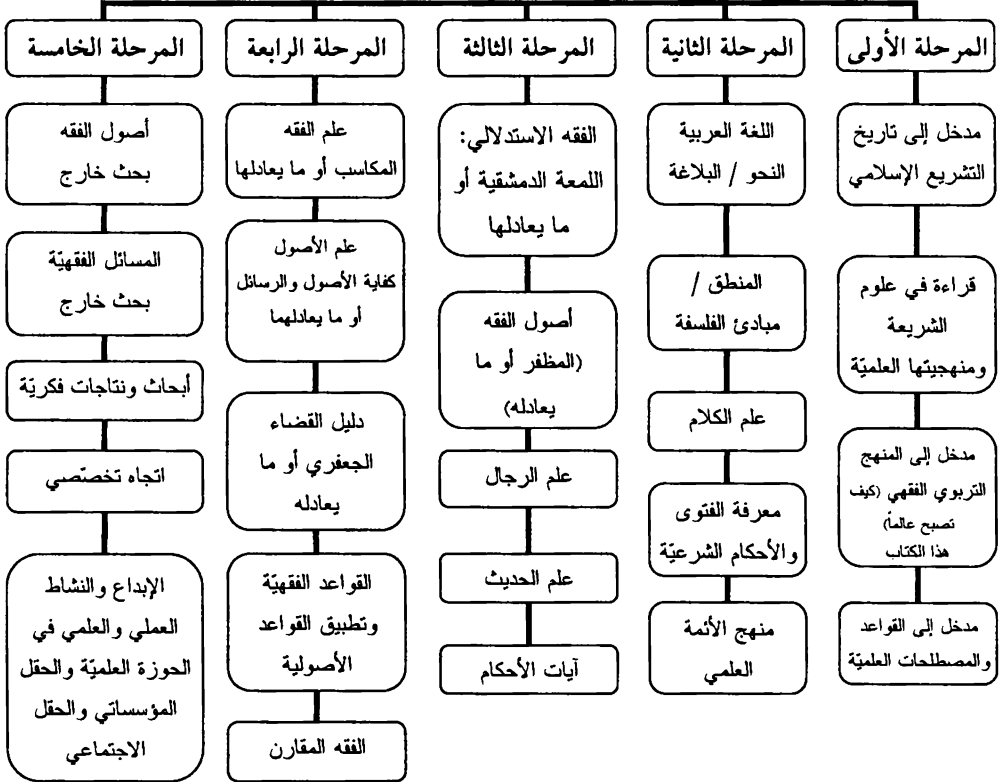 المرحلة الأولى
مدخل إلى تاريخ
التشريع الإسلامي
قراءة في علوم
الشريعة
ومنهجيتها العلميّة
مدخل إلى المنهج
التربوي الفقهي (كيف
تصبح عالماً)
هذا الكتاب
مدخل إلى القواعد
والمصطلحات العلميّة
المرحلة الثانية
اللغة العربية
النحو / البلاغة
المنطق /
مبادئ الفلسفة
علم الكلام
معرفة الفتوى
والأحكام الشرعيّة
منهج الأئمة
العلمي
المرحلة الثالثة
الفقه الاستدلالي:
اللمعة الدمشقية أو
ما يعادلها
أصول الفقه
(المظفر أو ما
يعادله)
علم الرجال
علم الحديث
آيات الأحكام
المرحلة الرابعة
علم الفقه
المكاسب أو ما يعادلها
علم الأصول
كفاية الأصول والرسائل
أو ما يعادلهما
دليل القضاء
الجعفري أو ما
يعادله
القواعد الفقهيّة
وتطبيق القواعد
الأصولية
الفقه المقارن
المرحلة الخامسة
أصول الفقه
بحث خارج
المسائل الفقهيّة
بحث خارج
أبحاث ونتاجات فكريّة
اتجاه تخصّصي
الإبداع والنشاط
العملي والعلمي في
الحوزة العلميّة والحقل
المؤسساتي والحقل
الاجتماعي